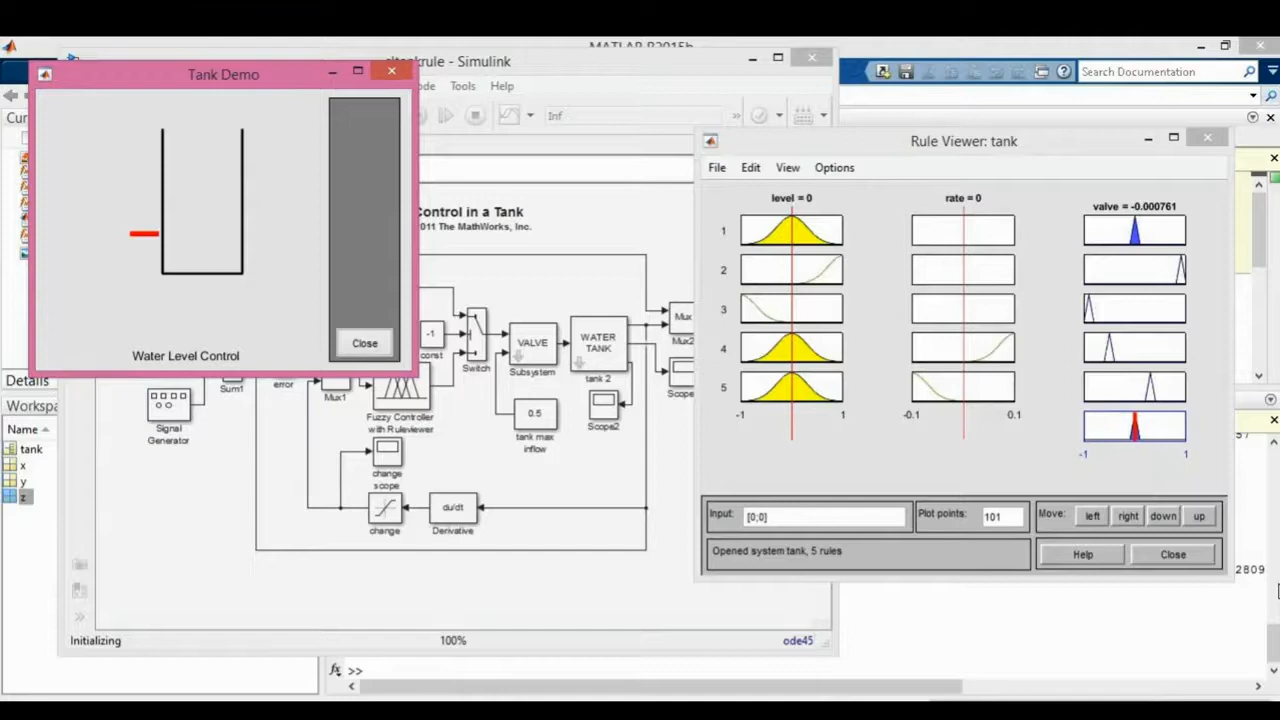 MATLAB R2015b
sltankrule - Simulink
Tank Demo
Tools
Help
Search Documentation
Inf
Rule Viewer: tank
File
Edit
View
Options
level = 0
rate = 0
valve = -0.000761
1
2
3
4
5
-1
1
-0.1
0.1
-1
1
Control in a Tank
2011 The MathWorks, Inc.
Close
Water Level Control
-1
const
Switch
VALVE
Subsystem
WATER
TANK
tank 2
Mux
Mux2
Scope
Details
Workspa
Name
tank
x
y
z
Signal
Generator
Sum1
error
Mux1
Fuzzy Controller
with Ruleviewer
0.5
tank max
inflow
Scope2
change
scope
change
du/dt
Derivative
Input:
[0;0]
Plot points:
101
Move:
left
right
down
up
Opened system tank, 5 rules
Help
Close
57
2809
Initializing
100%
ode45
fx >>